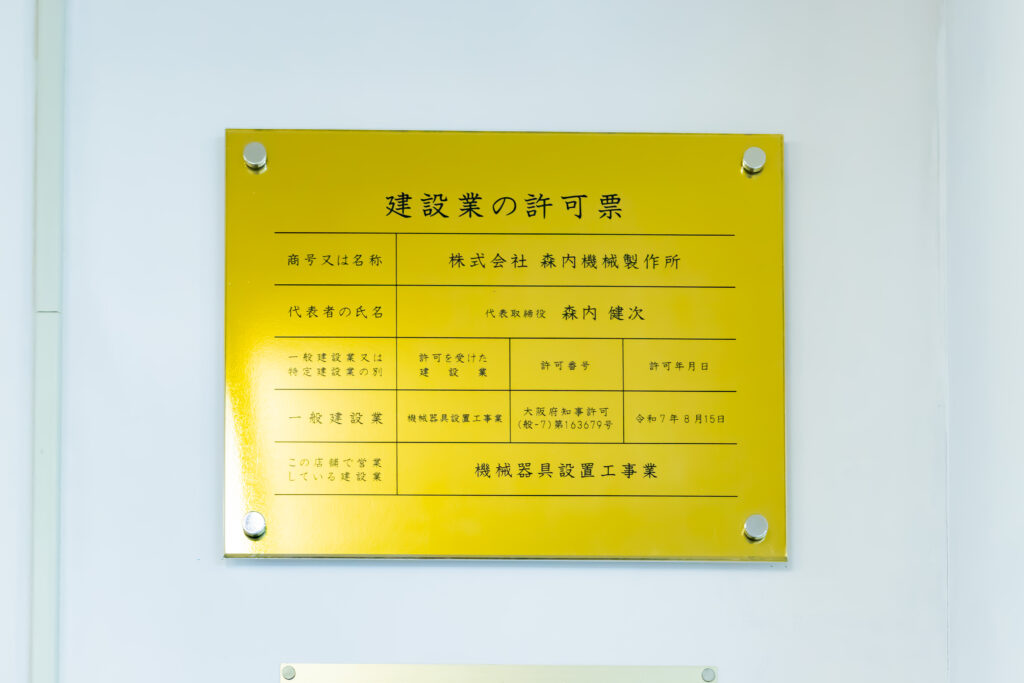 建設業の許可票
商号又は名称 株式会社 森内機械製作所
代表者の氏名 代表取締役 森内 健次
一般建設業又は
特定建設業の別
許可を受けた
建設業
許可番号
許可年月日
一般建設業
機械器具設置工事業
大阪府知事許可
(般-7)第163679号
令和7年8月15日
この店舗で営業
している建設業
機械器具設置工事業